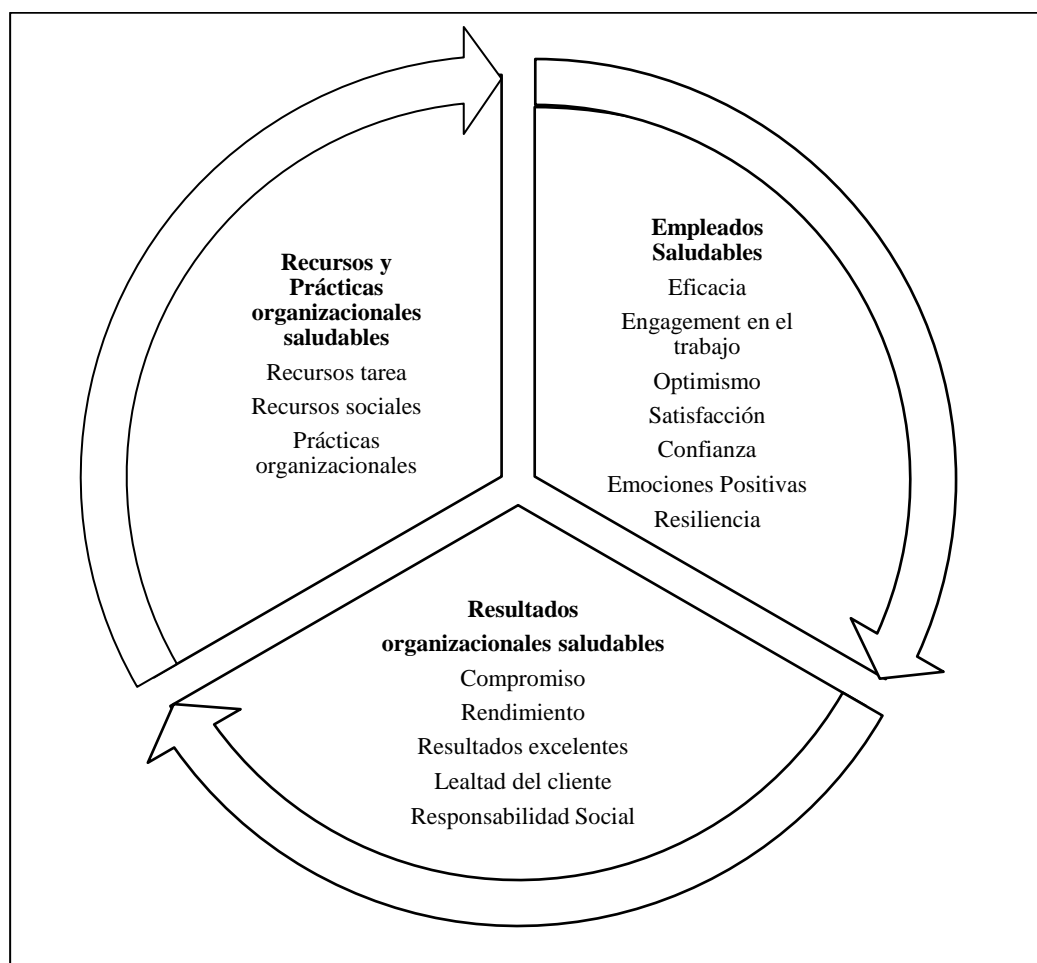 Recursos y
Prácticas
organizacionales
saludables
Recursos tarea
Recursos sociales
Prácticas
organizacionales
Empleados
Saludables
Eficacia
Engagement en el
trabajo
Optimismo
Satisfacción
Confianza
Emociones Positivas
Resiliencia
Resultados
organizacionales saludables
Compromiso
Rendimiento
Resultados excelentes
Lealtad del cliente
Responsabilidad Social